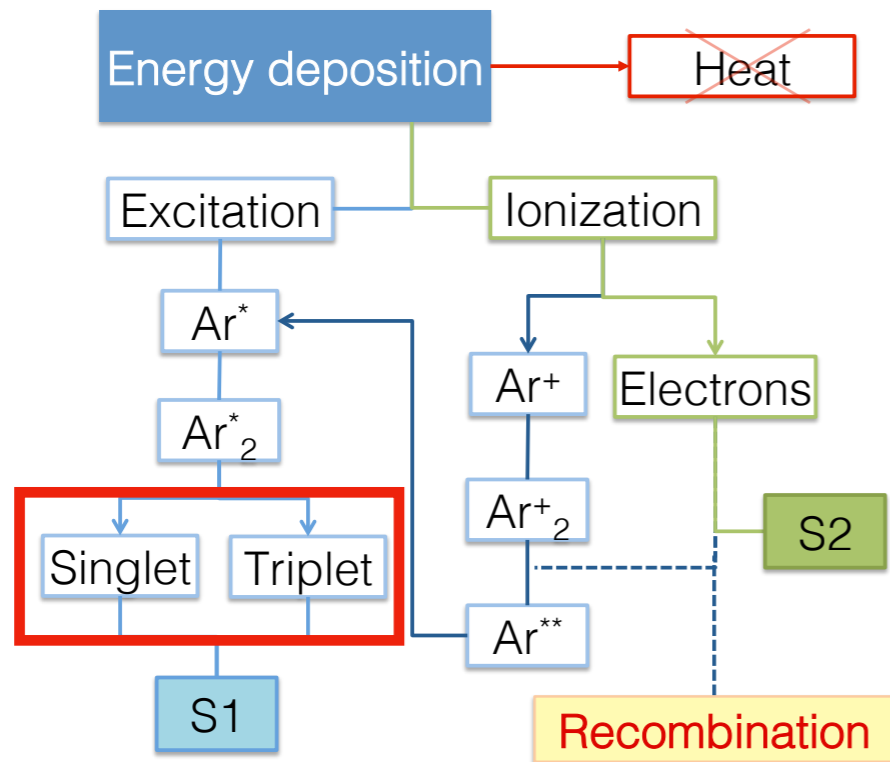 Energy deposition
Heat
Excitation
Ionization
Ar*
Ar⁺
Electrons
Ar*₂
Ar⁺₂
S2
Singlet
Triplet
Ar**
S1
Recombination